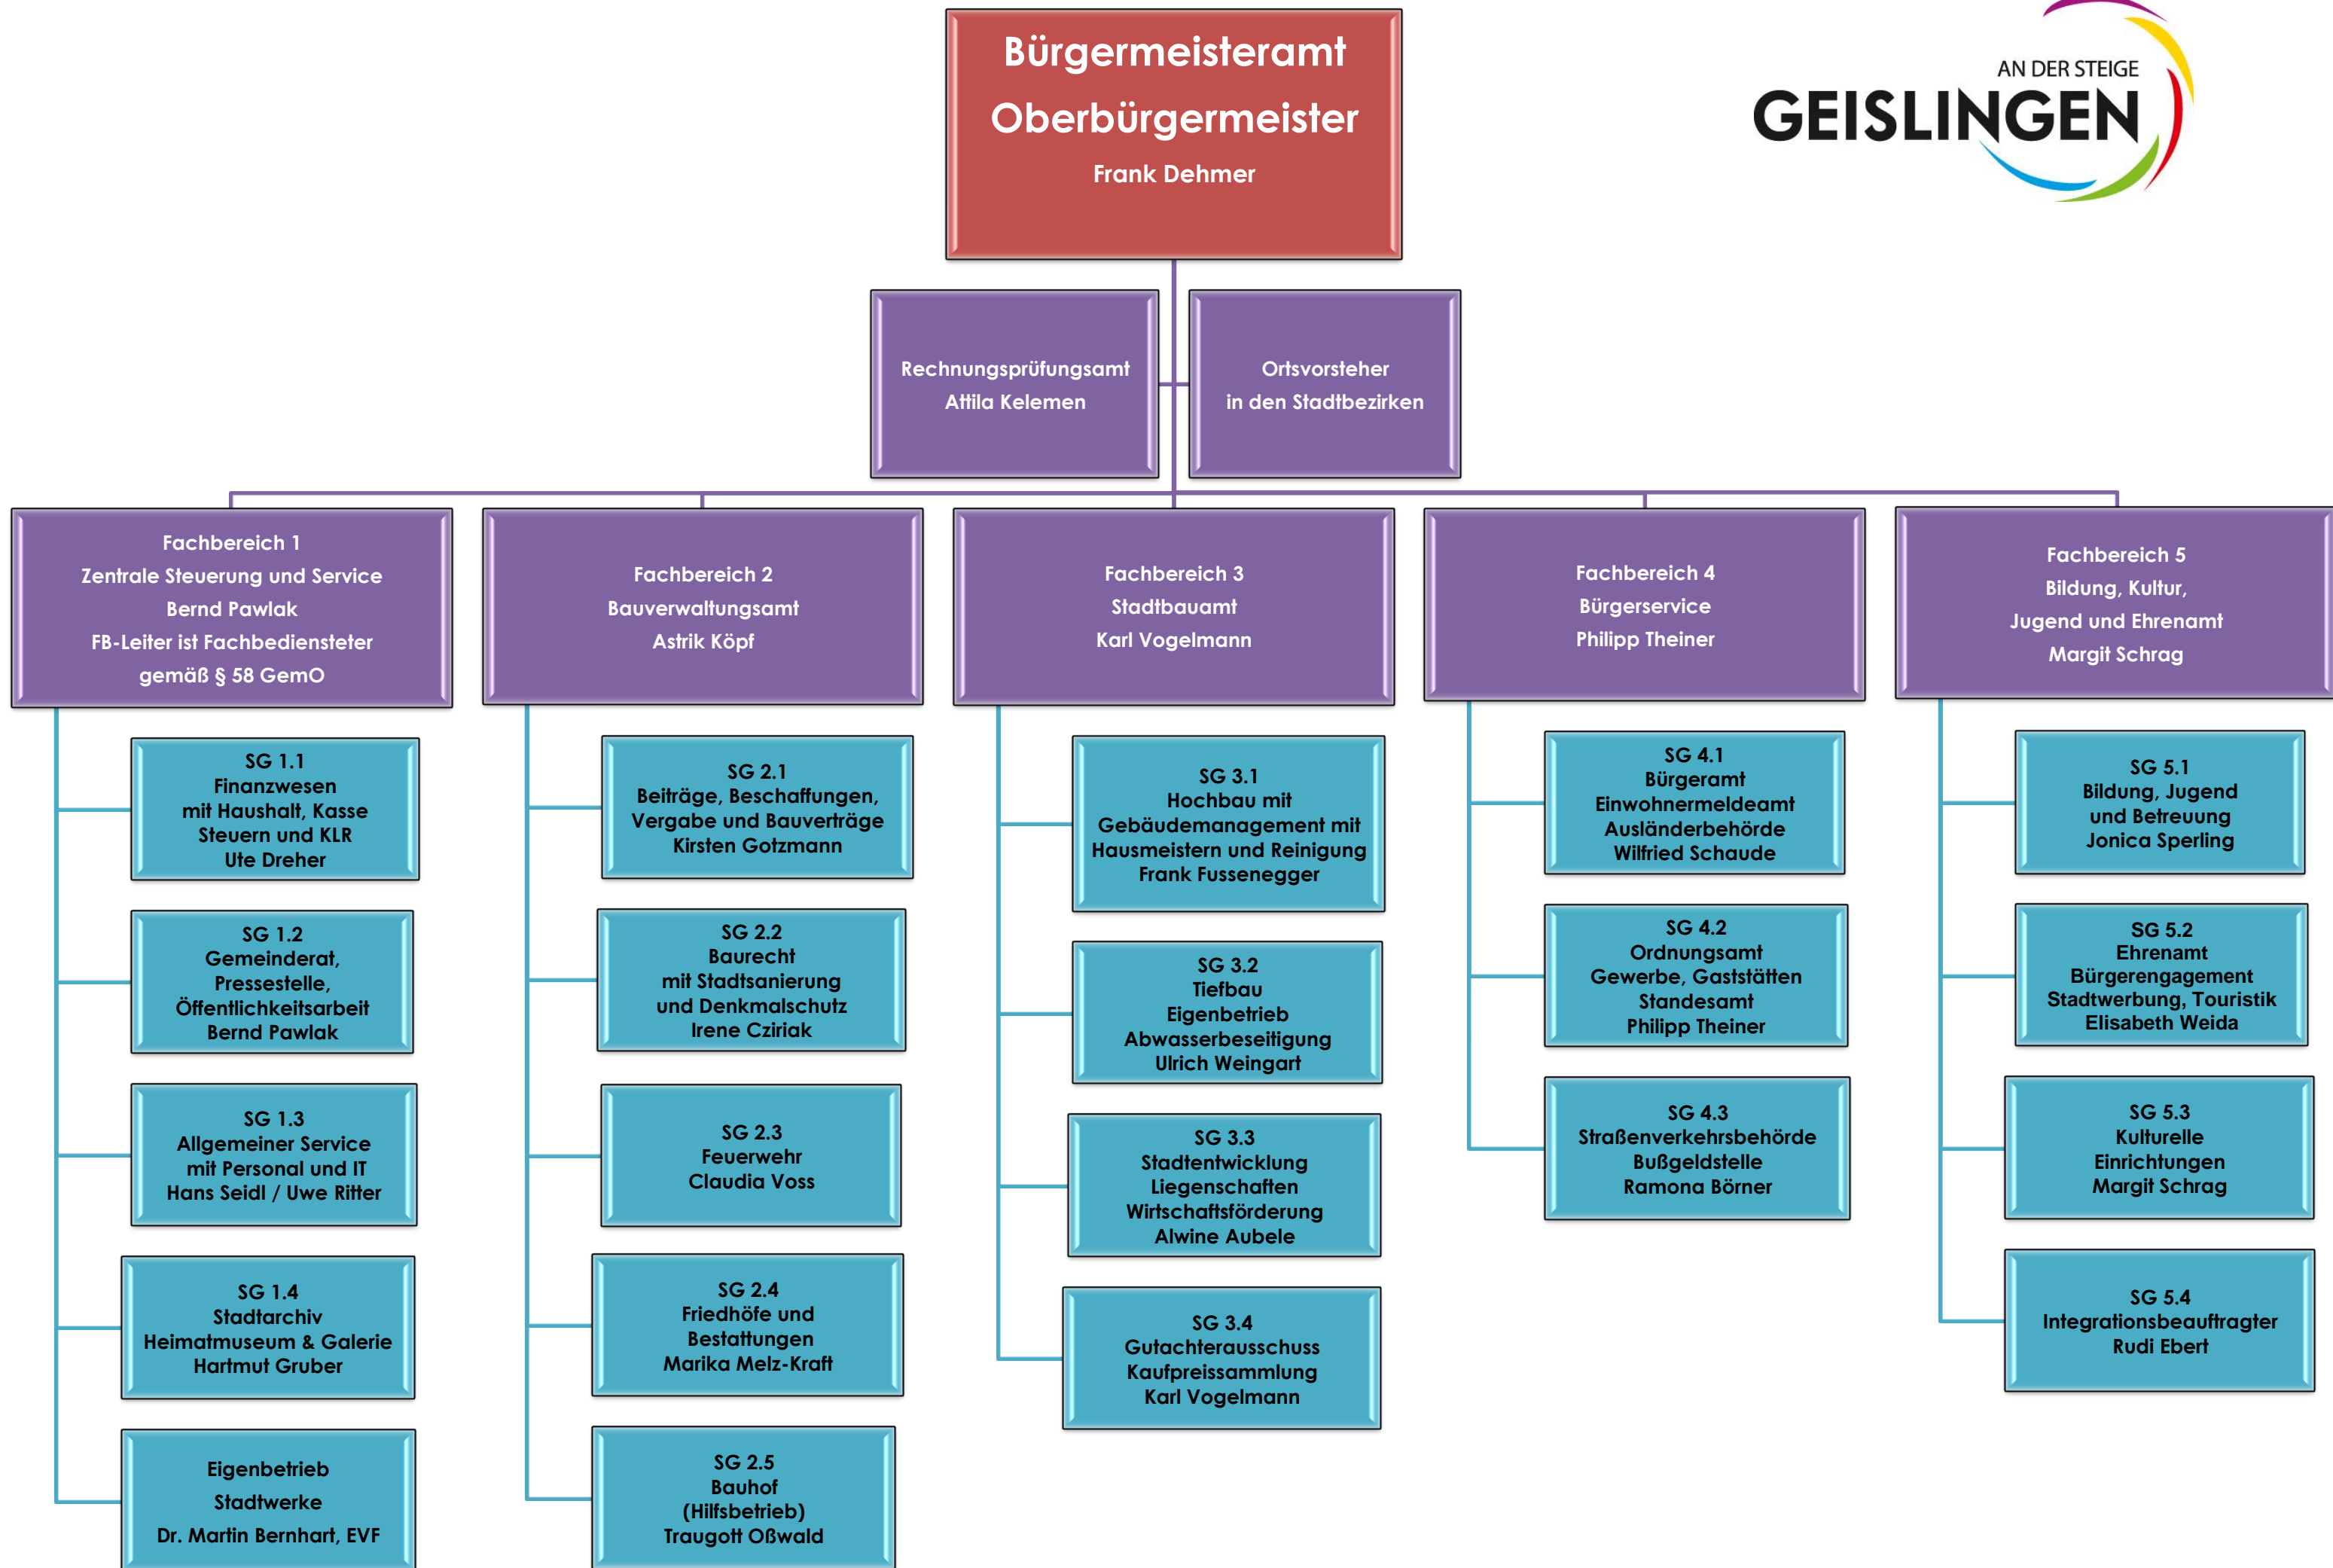 Bürgermeisteramt
Oberbürgermeister
Frank Dehmer
AN DER STEIGE
GEISLINGEN
Rechnungsprüfungsamt
Attila Kelemen
Ortsvorsteher
in den Stadtbezirken
Fachbereich 1
Zentrale Steuerung und Service
Bernd Pawlak
FB-Leiter ist Fachbediensteter
gemäß § 58 GemO
SG 1.1
Finanzwesen
mit Haushalt, Kasse
Steuern und KLR
Ute Dreher
SG 1.2
Gemeinderat,
Pressestelle,
Öffentlichkeitsarbeit
Bernd Pawlak
SG 1.3
Allgemeiner Service
mit Personal und IT
Hans Seidl / Uwe Ritter
SG 1.4
Stadtarchiv
Heimatmuseum & Galerie
Hartmut Gruber
Eigenbetrieb
Stadtwerke
Dr. Martin Bernhart, EVF
Fachbereich 2
Bauverwaltungsamt
Astrik Köpf
SG 2.1
Beiträge, Beschaffungen,
Vergabe und Bauverträge
Kirsten Gotzmann
SG 2.2
Baurecht
mit Stadtsanierung
und Denkmalschutz
Irene Cziriak
SG 2.3
Feuerwehr
Claudia Voss
SG 2.4
Friedhöfe und
Bestattungen
Marika Melz-Kraft
SG 2.5
Bauhof
(Hilfsbetrieb)
Traugott Oßwald
Fachbereich 3
Stadtbauamt
Karl Vogelmann
SG 3.1
Hochbau mit
Gebäudemanagement mit
Hausmeistern und Reinigung
Frank Fussenegger
SG 3.2
Tiefbau
Eigenbetrieb
Abwasserbeseitigung
Ulrich Weingart
SG 3.3
Stadtentwicklung
Liegenschaften
Wirtschaftsförderung
Alwine Aubele
SG 3.4
Gutachterausschuss
Kaufpreissammlung
Karl Vogelmann
Fachbereich 4
Bürgerservice
Philipp Theiner
SG 4.1
Bürgeramt
Einwohnermeldeamt
Ausländerbehörde
Wilfried Schaude
SG 4.2
Ordnungsamt
Gewerbe, Gaststätten
Standesamt
Philipp Theiner
SG 4.3
Straßenverkehrsbehörde
Bußgeldstelle
Ramona Börner
Fachbereich 5
Bildung, Kultur,
Jugend und Ehrenamt
Margit Schrag
SG 5.1
Bildung, Jugend
und Betreuung
Jonica Sperling
SG 5.2
Ehrenamt
Bürgerengagement
Stadtwerbung, Touristik
Elisabeth Weida
SG 5.3
Kulturelle
Einrichtungen
Margit Schrag
SG 5.4
Integrationsbeauftragter
Rudi Ebert